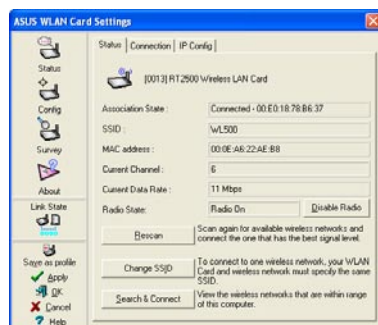 ASUS WLAN Card Settings
Status
Config
Survey
About
Link State
Save as profile
Apply
OK
Cancel
Help
Status Connection IP Config
[0013] RT2500 Wireless LAN Card
Association State : Connected - 00:E0:18:78:B6:37
SSID : WL500
MAC address : 00:0E:A6:22:AE:B8
Current Channel : 6
Current Data Rate : 11 Mbps
Radio State: Radio On Disable Radio
Rescan
Scan again for available wireless networks and
connect the one that has the best signal level.
Change SSID
To connect to one wireless network, your WLAN
Card and wireless network must specify the same
SSID.
Search & Connect
View the wireless networks that are within range
of this computer.